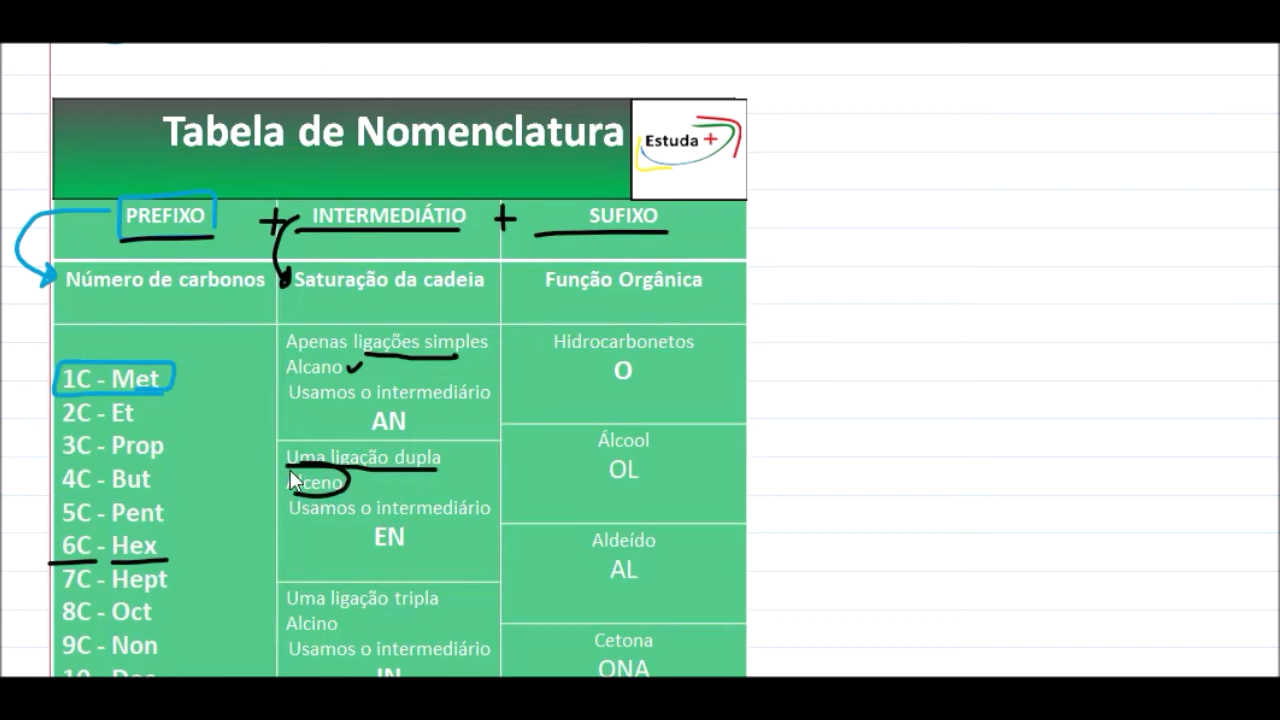 Tabela de Nomenclatura
Estuda +
PREFIXO + INTERMEDIÁTIO + SUFIXO
Número de carbonos
Saturação da cadeia
Função Orgânica
1C - Met
2C - Et
3C - Prop
4C - But
5C - Pent
6C - Hex
7C - Hept
8C - Oct
9C - Non
Apenas ligações simples
Alcano
Usamos o intermediário
AN
Uma ligação dupla
Alceno
Usamos o intermediário
EN
Uma ligação tripla
Alcino
Usamos o intermediário
IN
Hidrocarbonetos
O
Álcool
OL
Aldeído
AL
Cetona
ONA